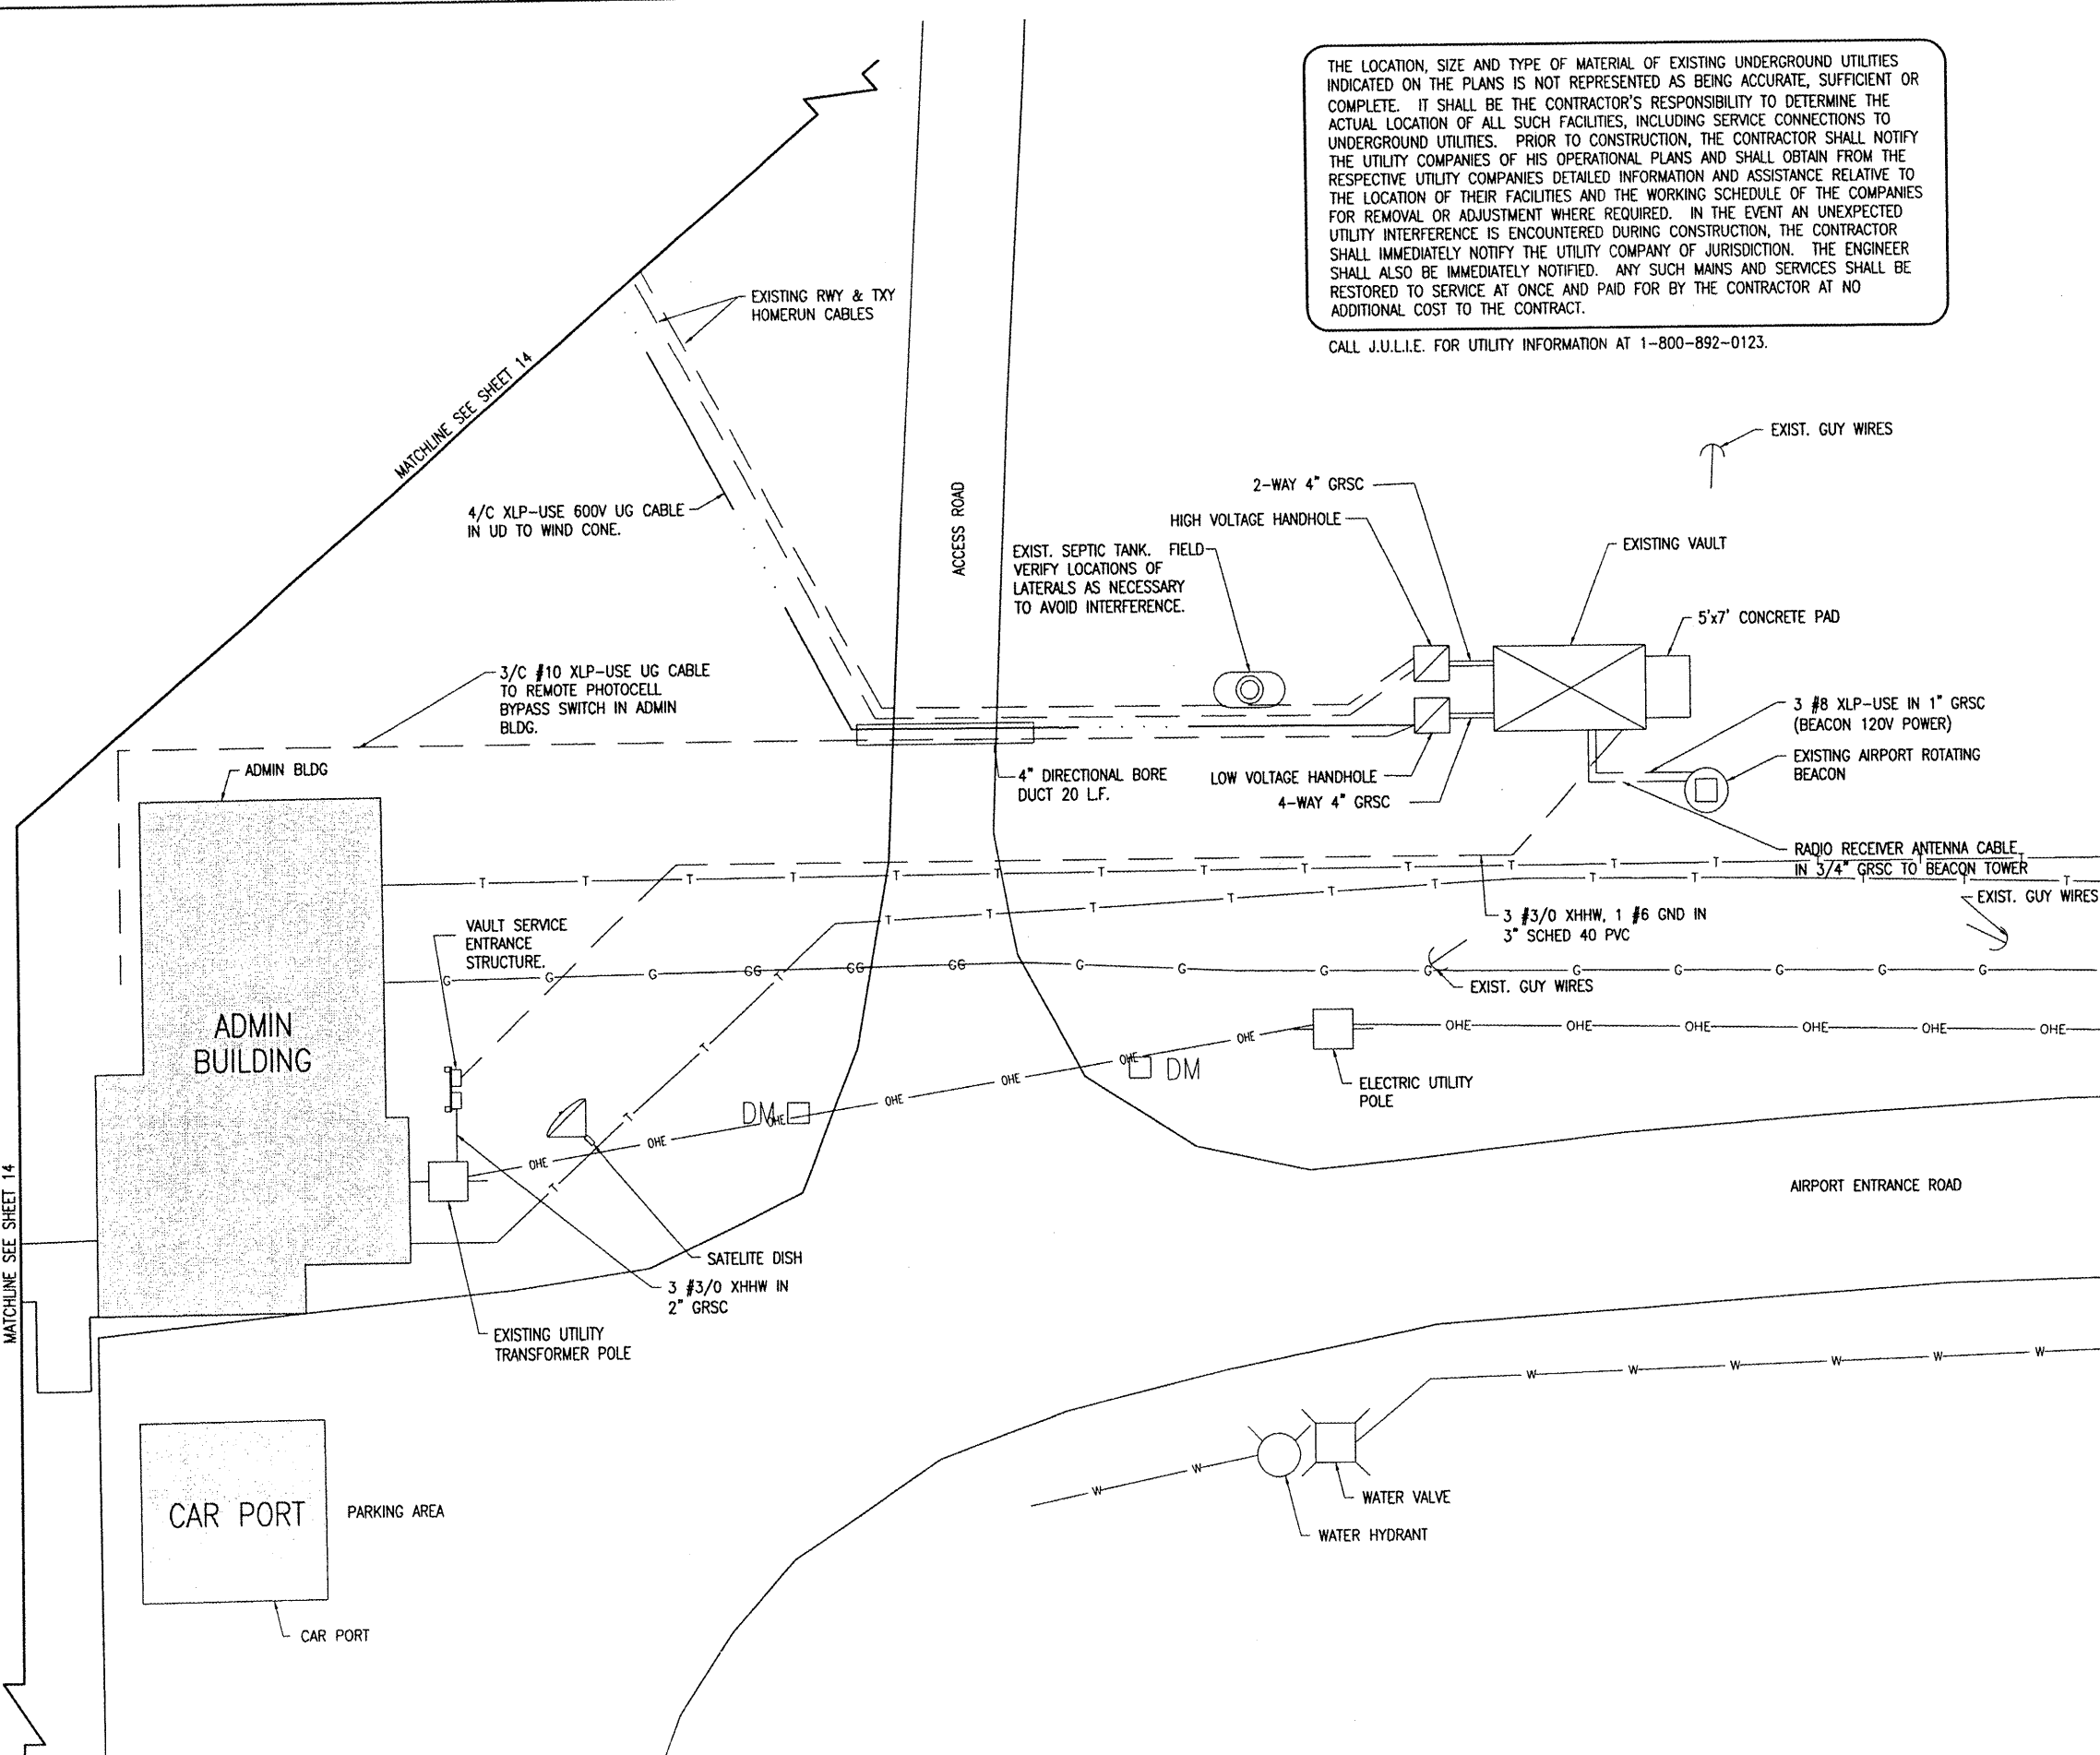 THE LOCATION, SIZE AND TYPE OF MATERIAL OF EXISTING UNDERGROUND UTILITIES
INDICATED ON THE PLANS IS NOT REPRESENTED AS BEING ACCURATE, SUFFICIENT OR
COMPLETE. IT SHALL BE THE CONTRACTOR'S RESPONSIBILITY TO DETERMINE THE
ACTUAL LOCATION OF ALL SUCH FACILITIES, INCLUDING SERVICE CONNECTIONS TO
UNDERGROUND UTILITIES. PRIOR TO CONSTRUCTION, THE CONTRACTOR SHALL NOTIFY
THE UTILITY COMPANIES OF HIS OPERATIONAL PLANS AND SHALL OBTAIN FROM THE
RESPECTIVE UTILITY COMPANIES DETAILED INFORMATION AND ASSISTANCE RELATIVE TO
THE LOCATION OF THEIR FACILITIES AND THE WORKING SCHEDULE OF THE COMPANIES
FOR REMOVAL OR ADJUSTMENT WHERE REQUIRED. IN THE EVENT AN UNEXPECTED
UTILITY INTERFERENCE IS ENCOUNTERED DURING CONSTRUCTION, THE CONTRACTOR
SHALL IMMEDIATELY NOTIFY THE UTILITY COMPANY OF JURISDICTION. THE ENGINEER
SHALL ALSO BE IMMEDIATELY NOTIFIED. ANY SUCH MAINS AND SERVICES SHALL BE
RESTORED TO SERVICE AT ONCE AND PAID FOR BY THE CONTRACTOR AT NO
ADDITIONAL COST TO THE CONTRACT.
CALL J.U.L.I.E. FOR UTILITY INFORMATION AT 1-800-892-0123.
EXISTING RWY & TXY
HOMERUN CABLES
MATCHLINE SEE SHEET 14
4/C XLP-USE 600V UG CABLE
IN UD TO WIND CONE.
ACCESS ROAD
EXIST. GUY WIRES
2-WAY 4" GRSC
HIGH VOLTAGE HANDHOLE
EXISTING VAULT
EXIST. SEPTIC TANK. FIELD
VERIFY LOCATIONS OF
LATERALS AS NECESSARY
TO AVOID INTERFERENCE.
5'x7' CONCRETE PAD
3/C #10 XLP-USE UG CABLE
TO REMOTE PHOTOCELL
BYPASS SWITCH IN ADMIN
BLDG.
3 #8 XLP-USE IN 1" GRSC
(BEACON 120V POWER)
EXISTING AIRPORT ROTATING
BEACON
ADMIN BLDG
4" DIRECTIONAL BORE
DUCT 20 L.F.
LOW VOLTAGE HANDHOLE
4-WAY 4" GRSC
RADIO RECEIVER ANTENNA CABLE
IN 3/4" GRSC TO BEACON TOWER
T T T T T T T T T T T T T T T T
T T T T T T T T T T T T T
EXIST. GUY WIRES
3 #3/0 XHHW, 1 #6 GND IN
3" SCHED 40 PVC
VAULT SERVICE
ENTRANCE
STRUCTURE.
G G G GG GG GG G G G G G G G G G
EXIST. GUY WIRES
ADMIN
BUILDING
OHE OHE OHE OHE OHE OHE OHE OHE OHE OHE OHE OHE OHE
DM
DM
ELECTRIC UTILITY
POLE
AIRPORT ENTRANCE ROAD
MATCHLINE SEE SHEET 14
SATELITE DISH
3 #3/0 XHHW IN
2" GRSC
EXISTING UTILITY
TRANSFORMER POLE
W W W W W W
W W
CAR PORT
PARKING AREA
WATER VALVE
WATER HYDRANT
CAR PORT